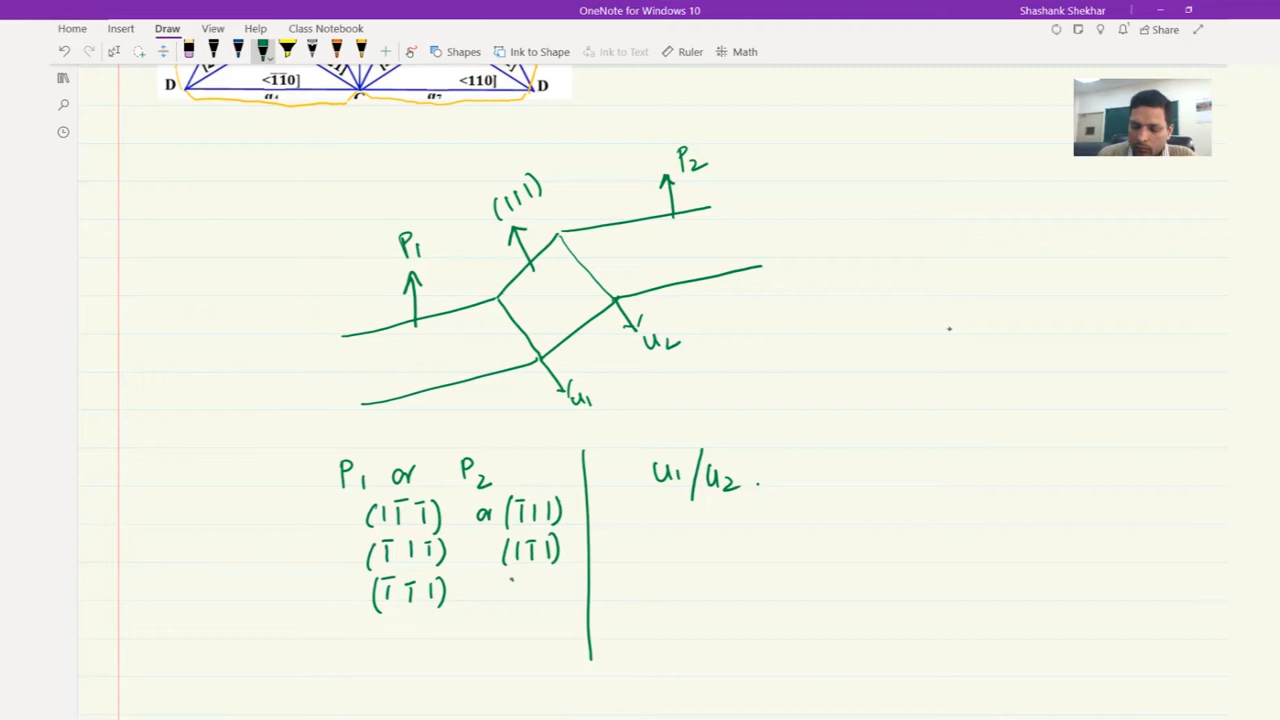 OneNote for Windows 10
Shashank Shekhar
Home Insert Draw View Help Class Notebook
Share
Shapes Ink to Shape Ink to Text Ruler Math
D <1̅1̅0] C <110] D
P₂
(111)
P₁
u₂
u₁
P₁ or P₂ u₁/u₂ .
(11̅1̅) or (1̅11)
(1̅11̅) (11̅1)
(1̅1̅1)